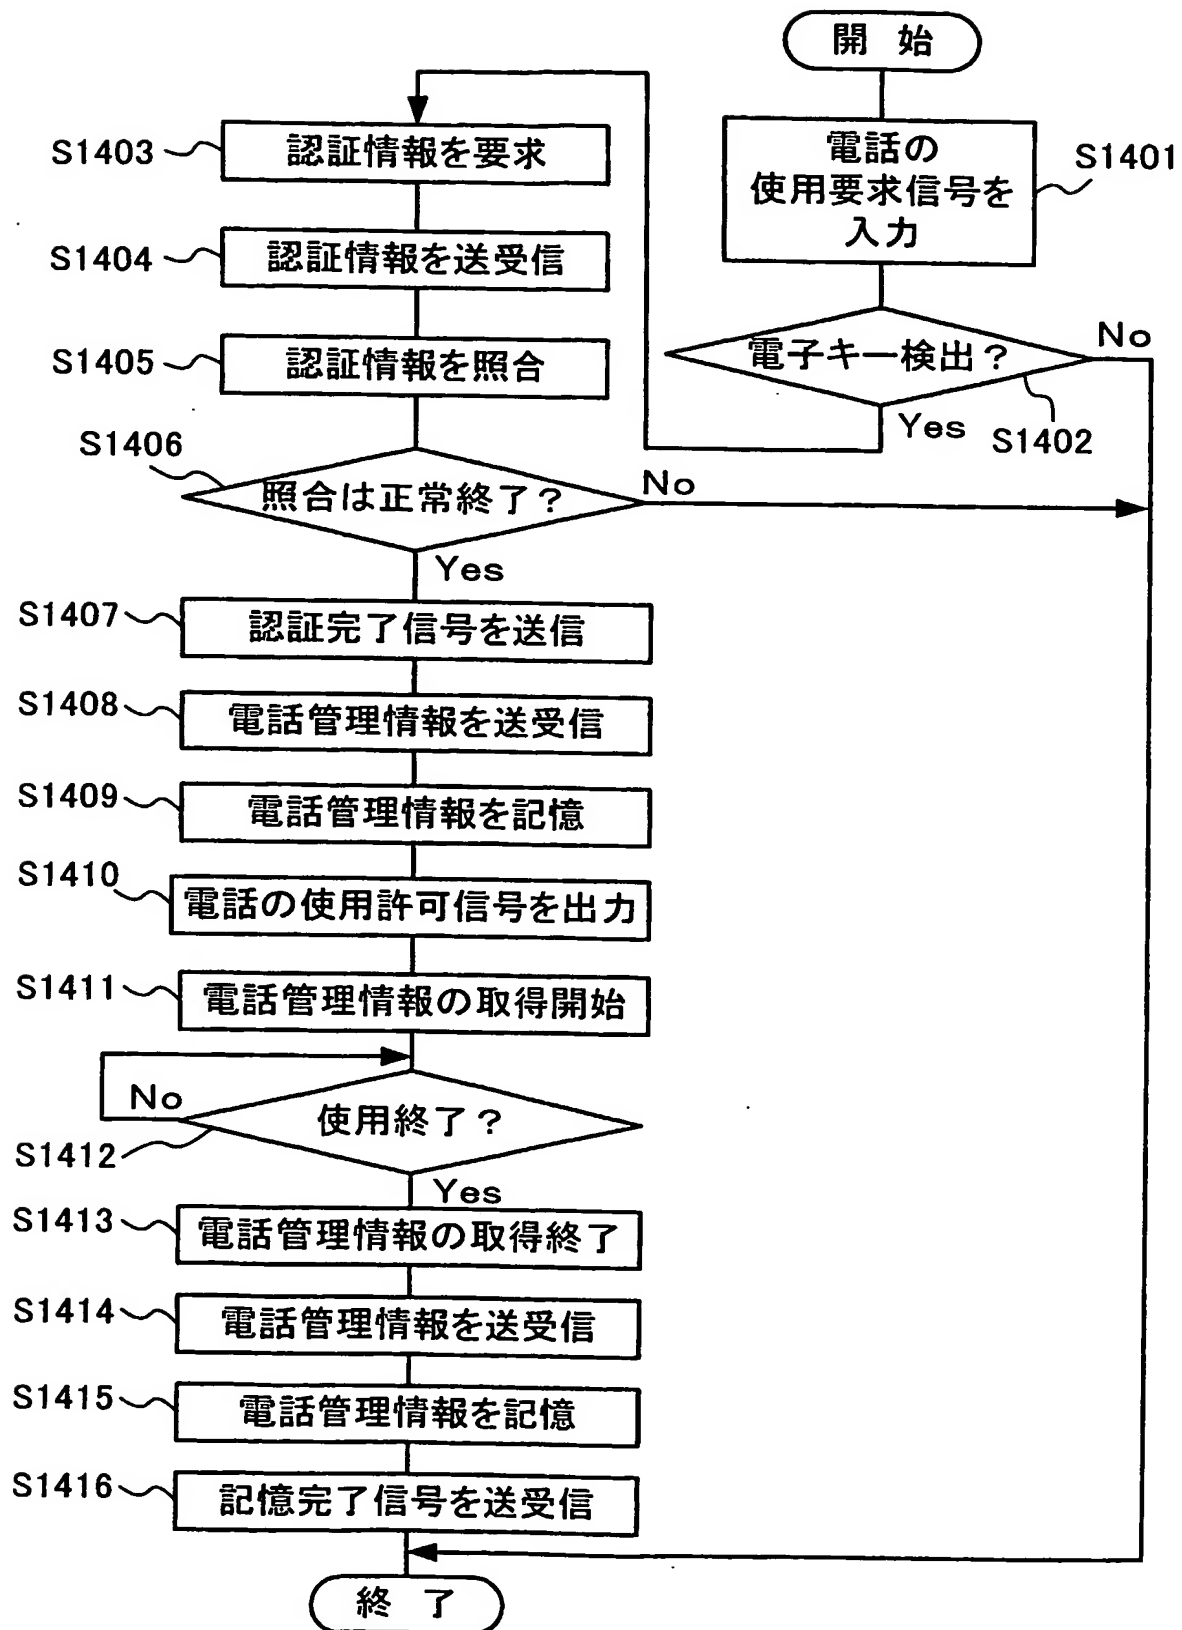 開 始
電話の
使用要求信号を
入力
S1401
電子キー検出?
No
Yes
S1402
S1403
認証情報を要求
S1404
認証情報を送受信
S1405
認証情報を照合
S1406
照合は正常終了?
No
Yes
S1407
認証完了信号を送信
S1408
電話管理情報を送受信
S1409
電話管理情報を記憶
S1410
電話の使用許可信号を出力
S1411
電話管理情報の取得開始
No
使用終了?
S1412
Yes
S1413
電話管理情報の取得終了
S1414
電話管理情報を送受信
S1415
電話管理情報を記憶
S1416
記憶完了信号を送受信
終 了